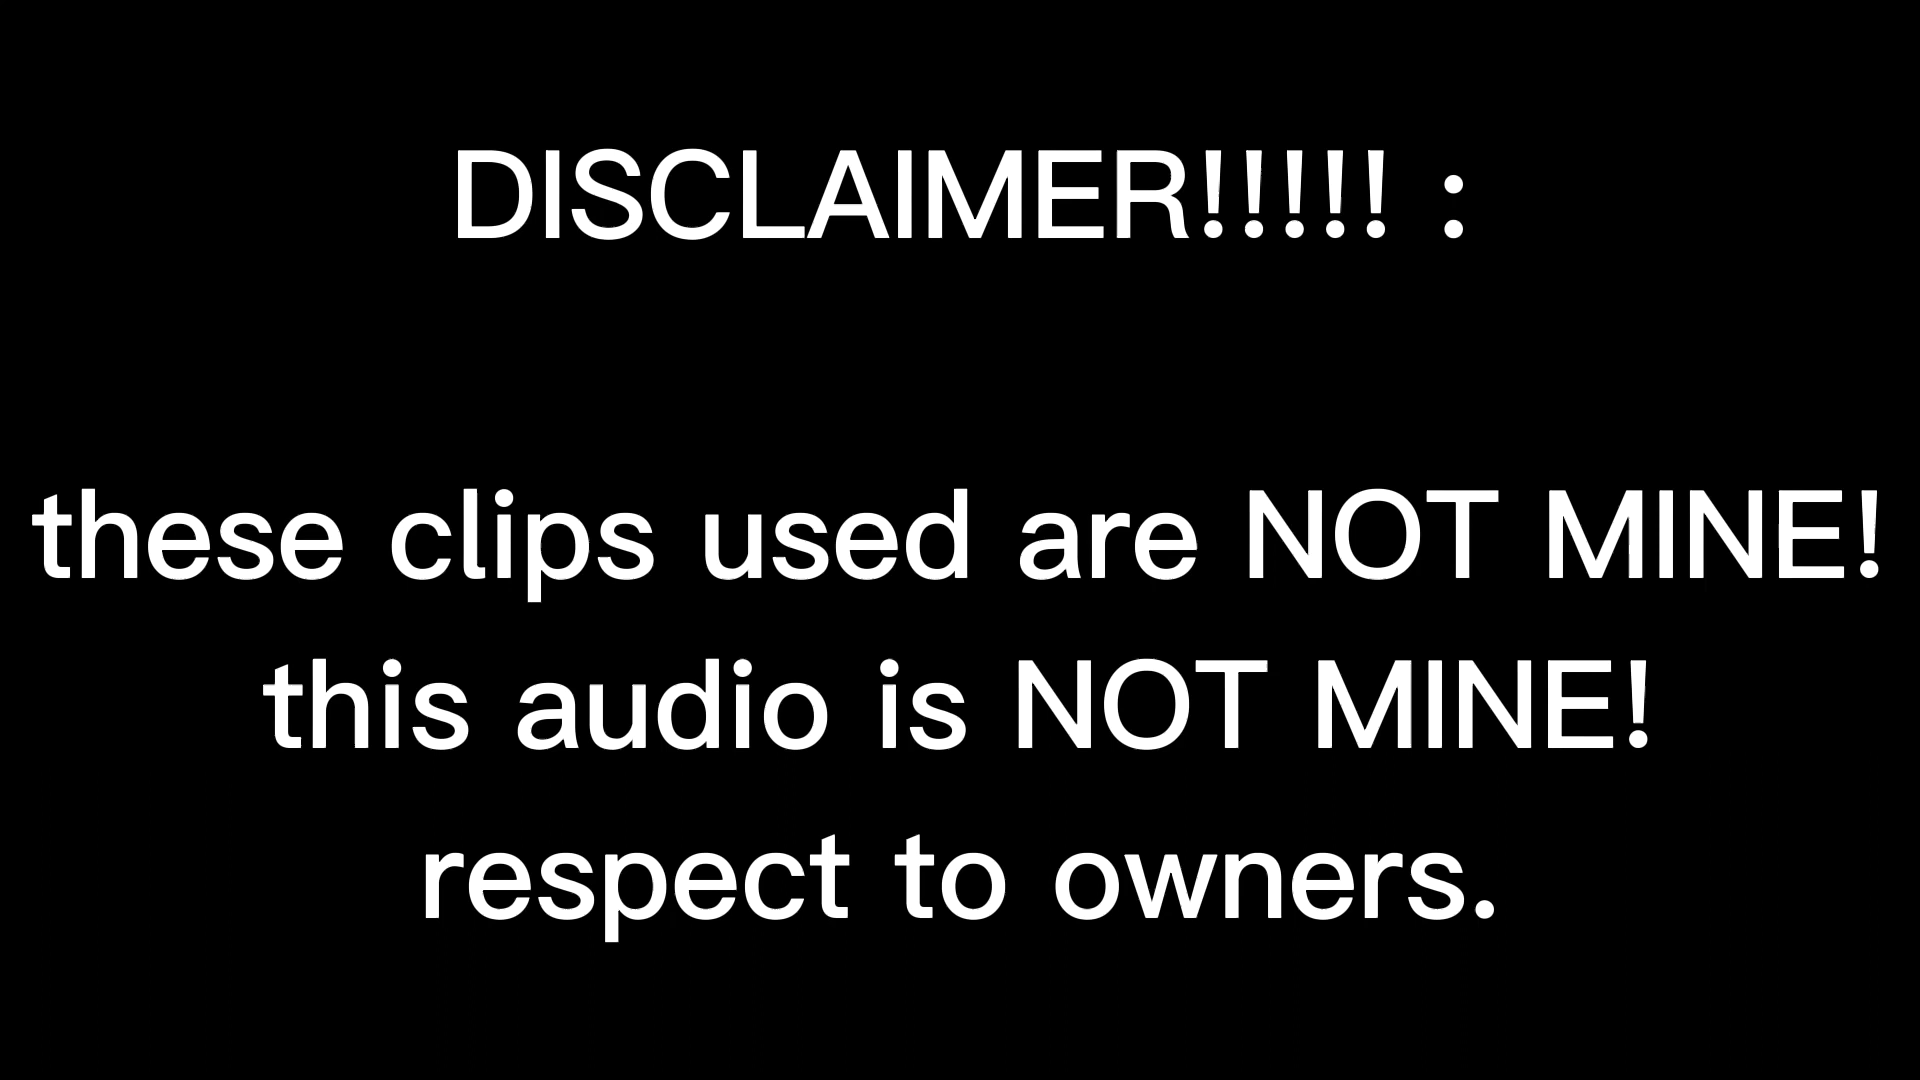 DISCLAIMER!!!!! :
these clips used are NOT MINE!
this audio is NOT MINE!
respect to owners.